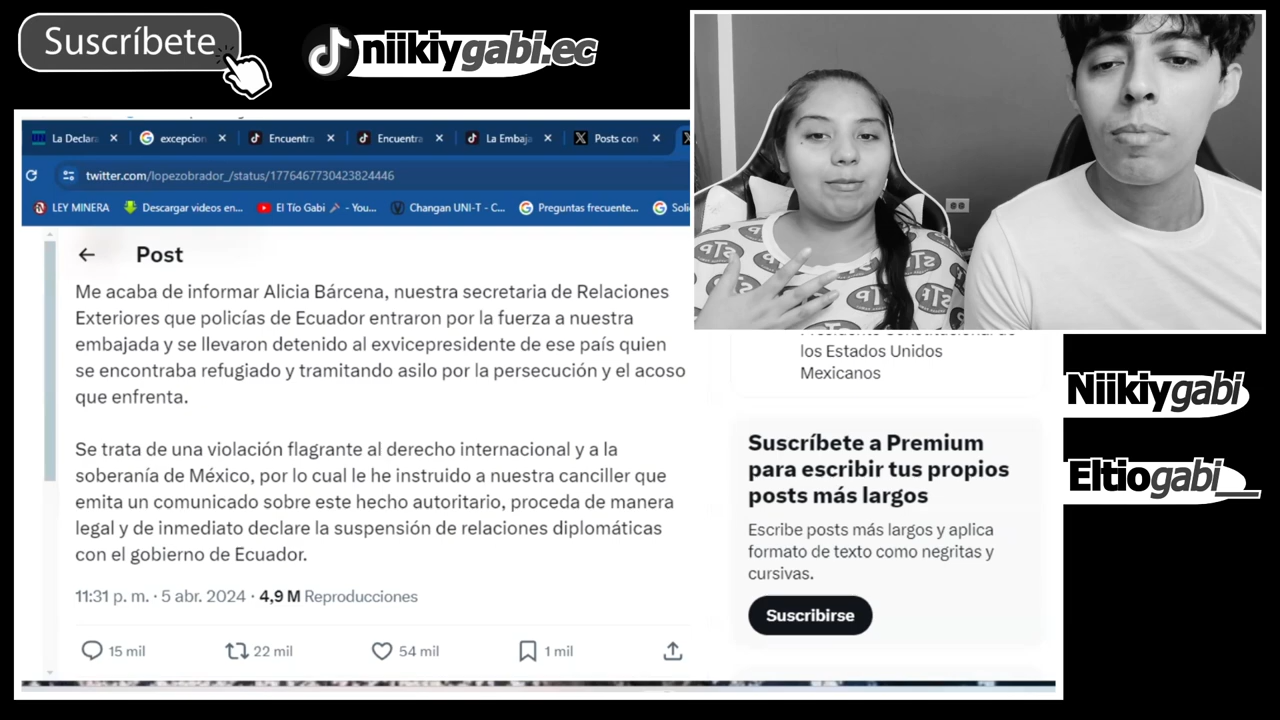 Suscríbete
niikiygabi.ec
La Declara
excepcion
Encuentra
Encuentra
La Embaj
Posts con
twitter.com/lopezobrador_/status/1776467730423824446
LEY MINERA
Descargar videos en...
El Tío Gabi - You...
Changan UNI-T - C...
Preguntas frecuente...
Soli
Post
Me acaba de informar Alicia Bárcena, nuestra secretaria de Relaciones
Exteriores que policías de Ecuador entraron por la fuerza a nuestra
embajada y se llevaron detenido al exvicepresidente de ese país quien
se encontraba refugiado y tramitando asilo por la persecución y el acoso
que enfrenta.
Se trata de una violación flagrante al derecho internacional y a la
soberanía de México, por lo cual le he instruido a nuestra canciller que
emita un comunicado sobre este hecho autoritario, proceda de manera
legal y de inmediato declare la suspensión de relaciones diplomáticas
con el gobierno de Ecuador.
11:31 p. m. · 5 abr. 2024 · 4,9 M Reproducciones
15 mil
22 mil
54 mil
1 mil
Presidente Constitucional de
los Estados Unidos
Mexicanos
Suscríbete a Premium
para escribir tus propios
posts más largos
Escribe posts más largos y aplica
formato de texto como negritas y
cursivas.
Suscribirse
Niikiygabi
Eltiogabi__